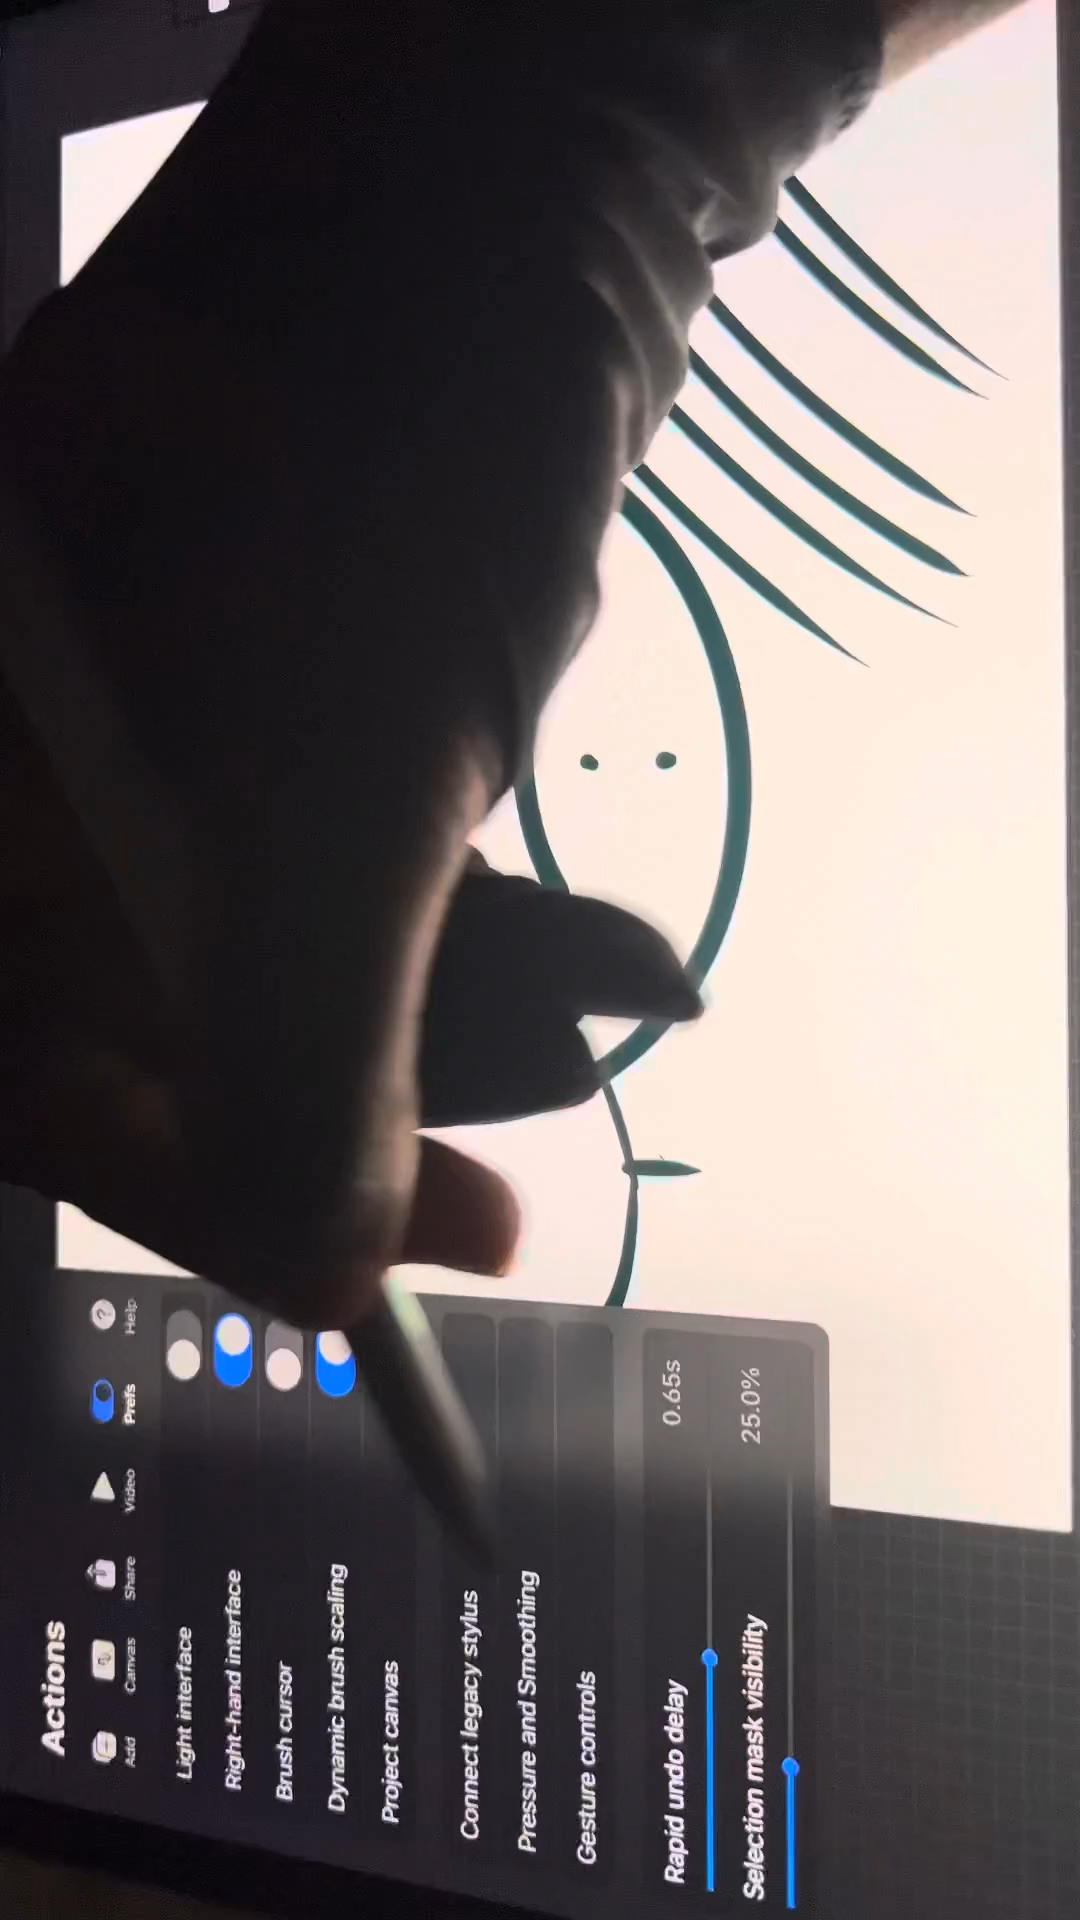 Actions
Add
Canvas
Share
Video
Prefs
Help
Light interface
Right-hand interface
Brush cursor
Dynamic brush scaling
Project canvas
Connect legacy stylus
Pressure and Smoothing
Gesture controls
Rapid undo delay 0.65s
Selection mask visibility 25.0%